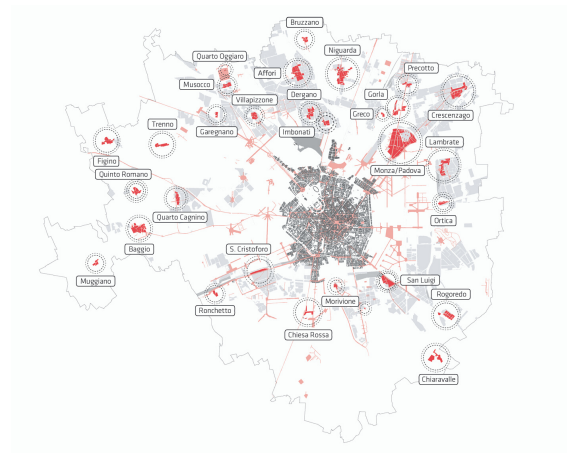 Bruzzano
Niguarda
Quarto Oggiaro
Affori
Precotto
Musocco
Dergano
Gorla
Villapizzone
Crescenzago
Greco
Garegnano
Trenno
Imbonati
Lambrate
Figino
Monza/Padova
Quinto Romano
Quarto Cagnino
Ortica
Baggio
S. Cristoforo
Muggiano
San Luigi
Rogoredo
Ronchetto
Morivione
Chiesa Rossa
Chiaravalle